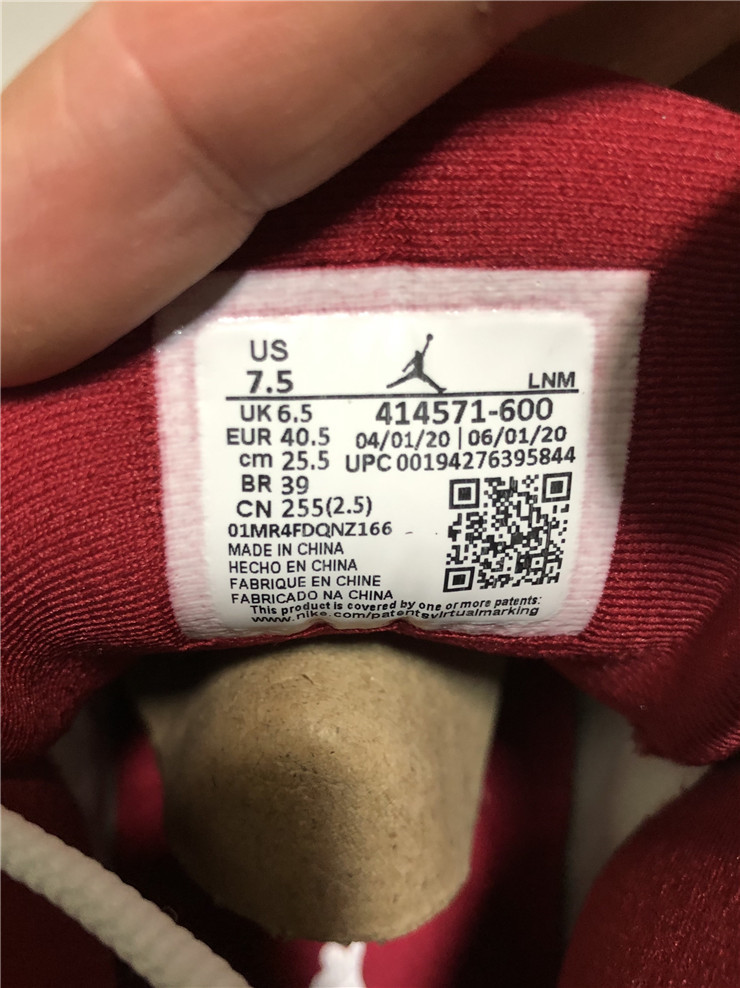 US
7.5
LNM
UK 6.5
414571-600
EUR 40.5
04/01/20 | 06/01/20
cm 25.5
UPC 00194276395844
BR 39
CN 255(2.5)
01MR4FDQNZ166
MADE IN CHINA
HECHO EN CHINA
FABRIQUE EN CHINE
FABRICADO NA CHINA
This product is covered by one or more patents:
www.nike.com/patentsvirtualmarking